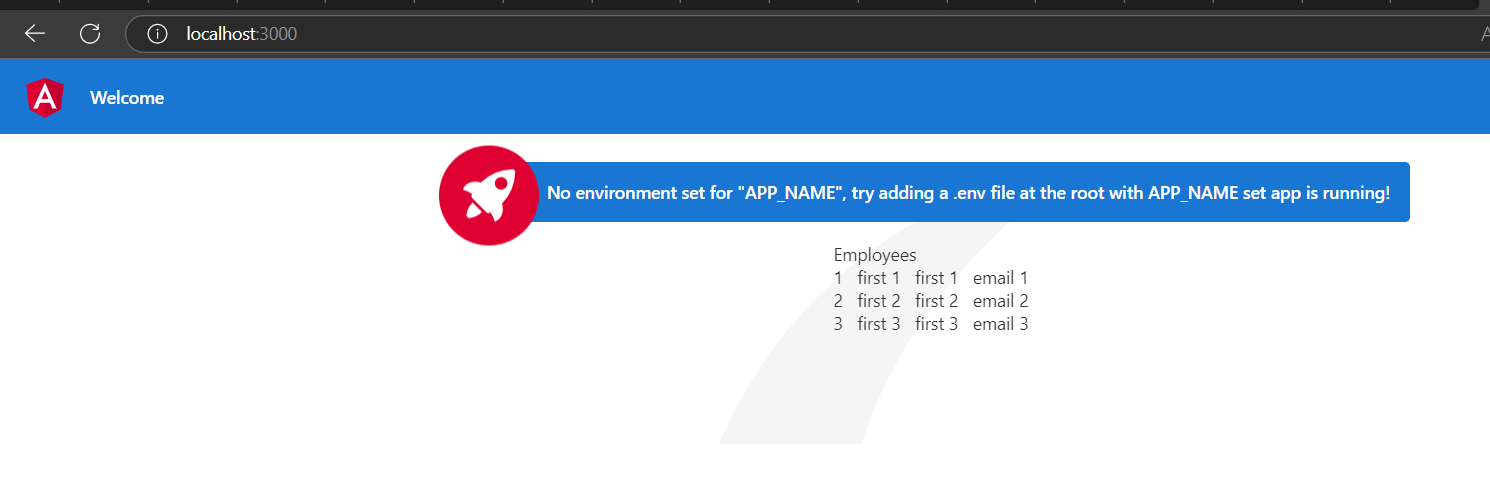 localhost:3000
A
Welcome
No environment set for "APP_NAME", try adding a .env file at the root with APP_NAME set app is running!
Employees
1 first 1 first 1 email 1
2 first 2 first 2 email 2
3 first 3 first 3 email 3